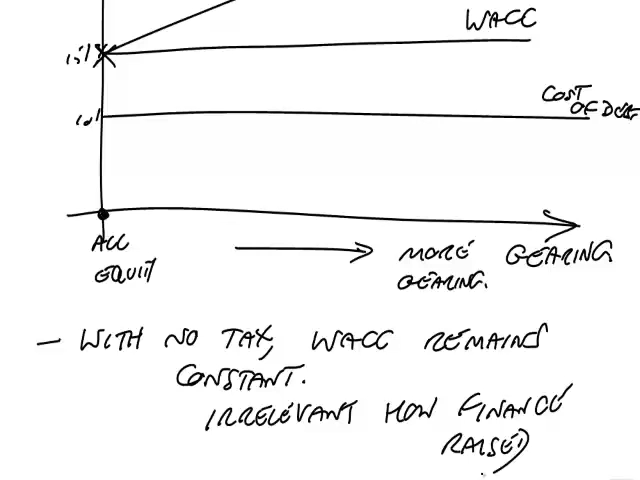 WACC
15%
COST
OF DEBT
10%
ALL
EQUITY
MORE
GEARING.
GEARING
— WITH NO TAX, WACC REMAINS
CONSTANT.
IRRELEVANT HOW FINANCE
RAISED